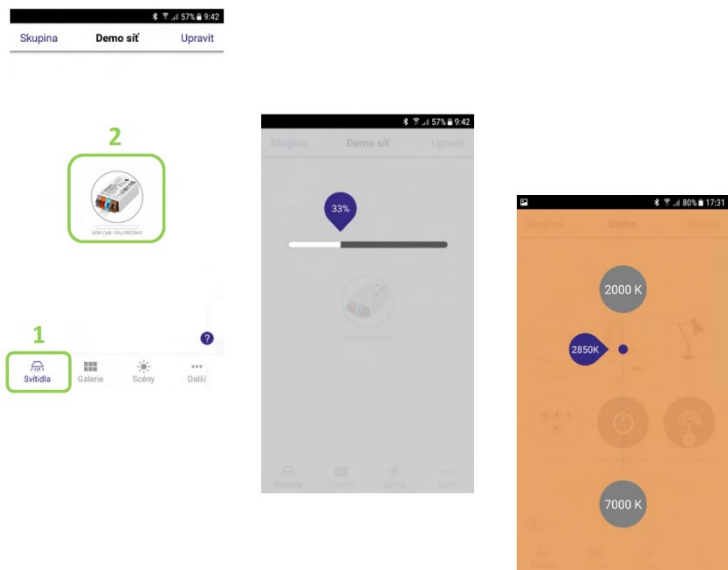 57% 9:42
Skupina Demo síť Upravit
2
1
?
Svítidla Galerie Scény Další
57% 9:42
Skupina Demo síť Upravit
33%
Svítidla Galerie Scény Další
80% 17:31
Skupina Demo Upravit
2000 K
2850K
7000 K
Svítidla